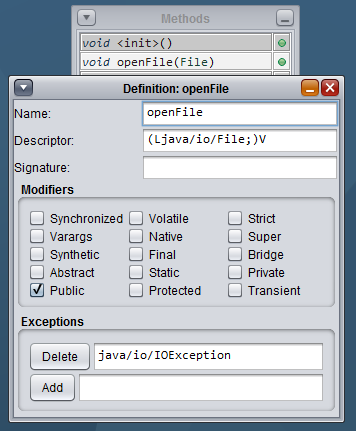 Methods
void <init>()
void openFile(File)
Definition: openFile
Name: openFile
Descriptor: (Ljava/io/File;)V
Signature:
Modifiers
Synchronized Volatile Strict
Varargs Native Super
Synthetic Final Bridge
Abstract Static Private
Public Protected Transient
Exceptions
Delete java/io/IOException
Add